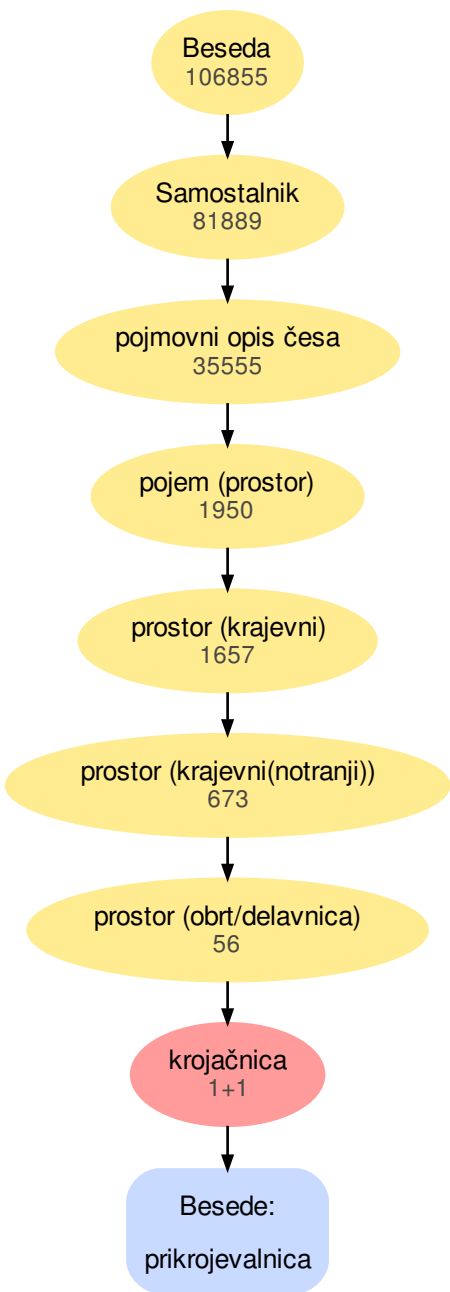 Beseda
106855
Samostalnik
81889
pojmovni opis česa
35555
pojem (prostor)
1950
prostor (krajevni)
1657
prostor (krajevni(notranji))
673
prostor (obrt/delavnica)
56
krojačnica
1+1
Besede:
prikrojevalnica